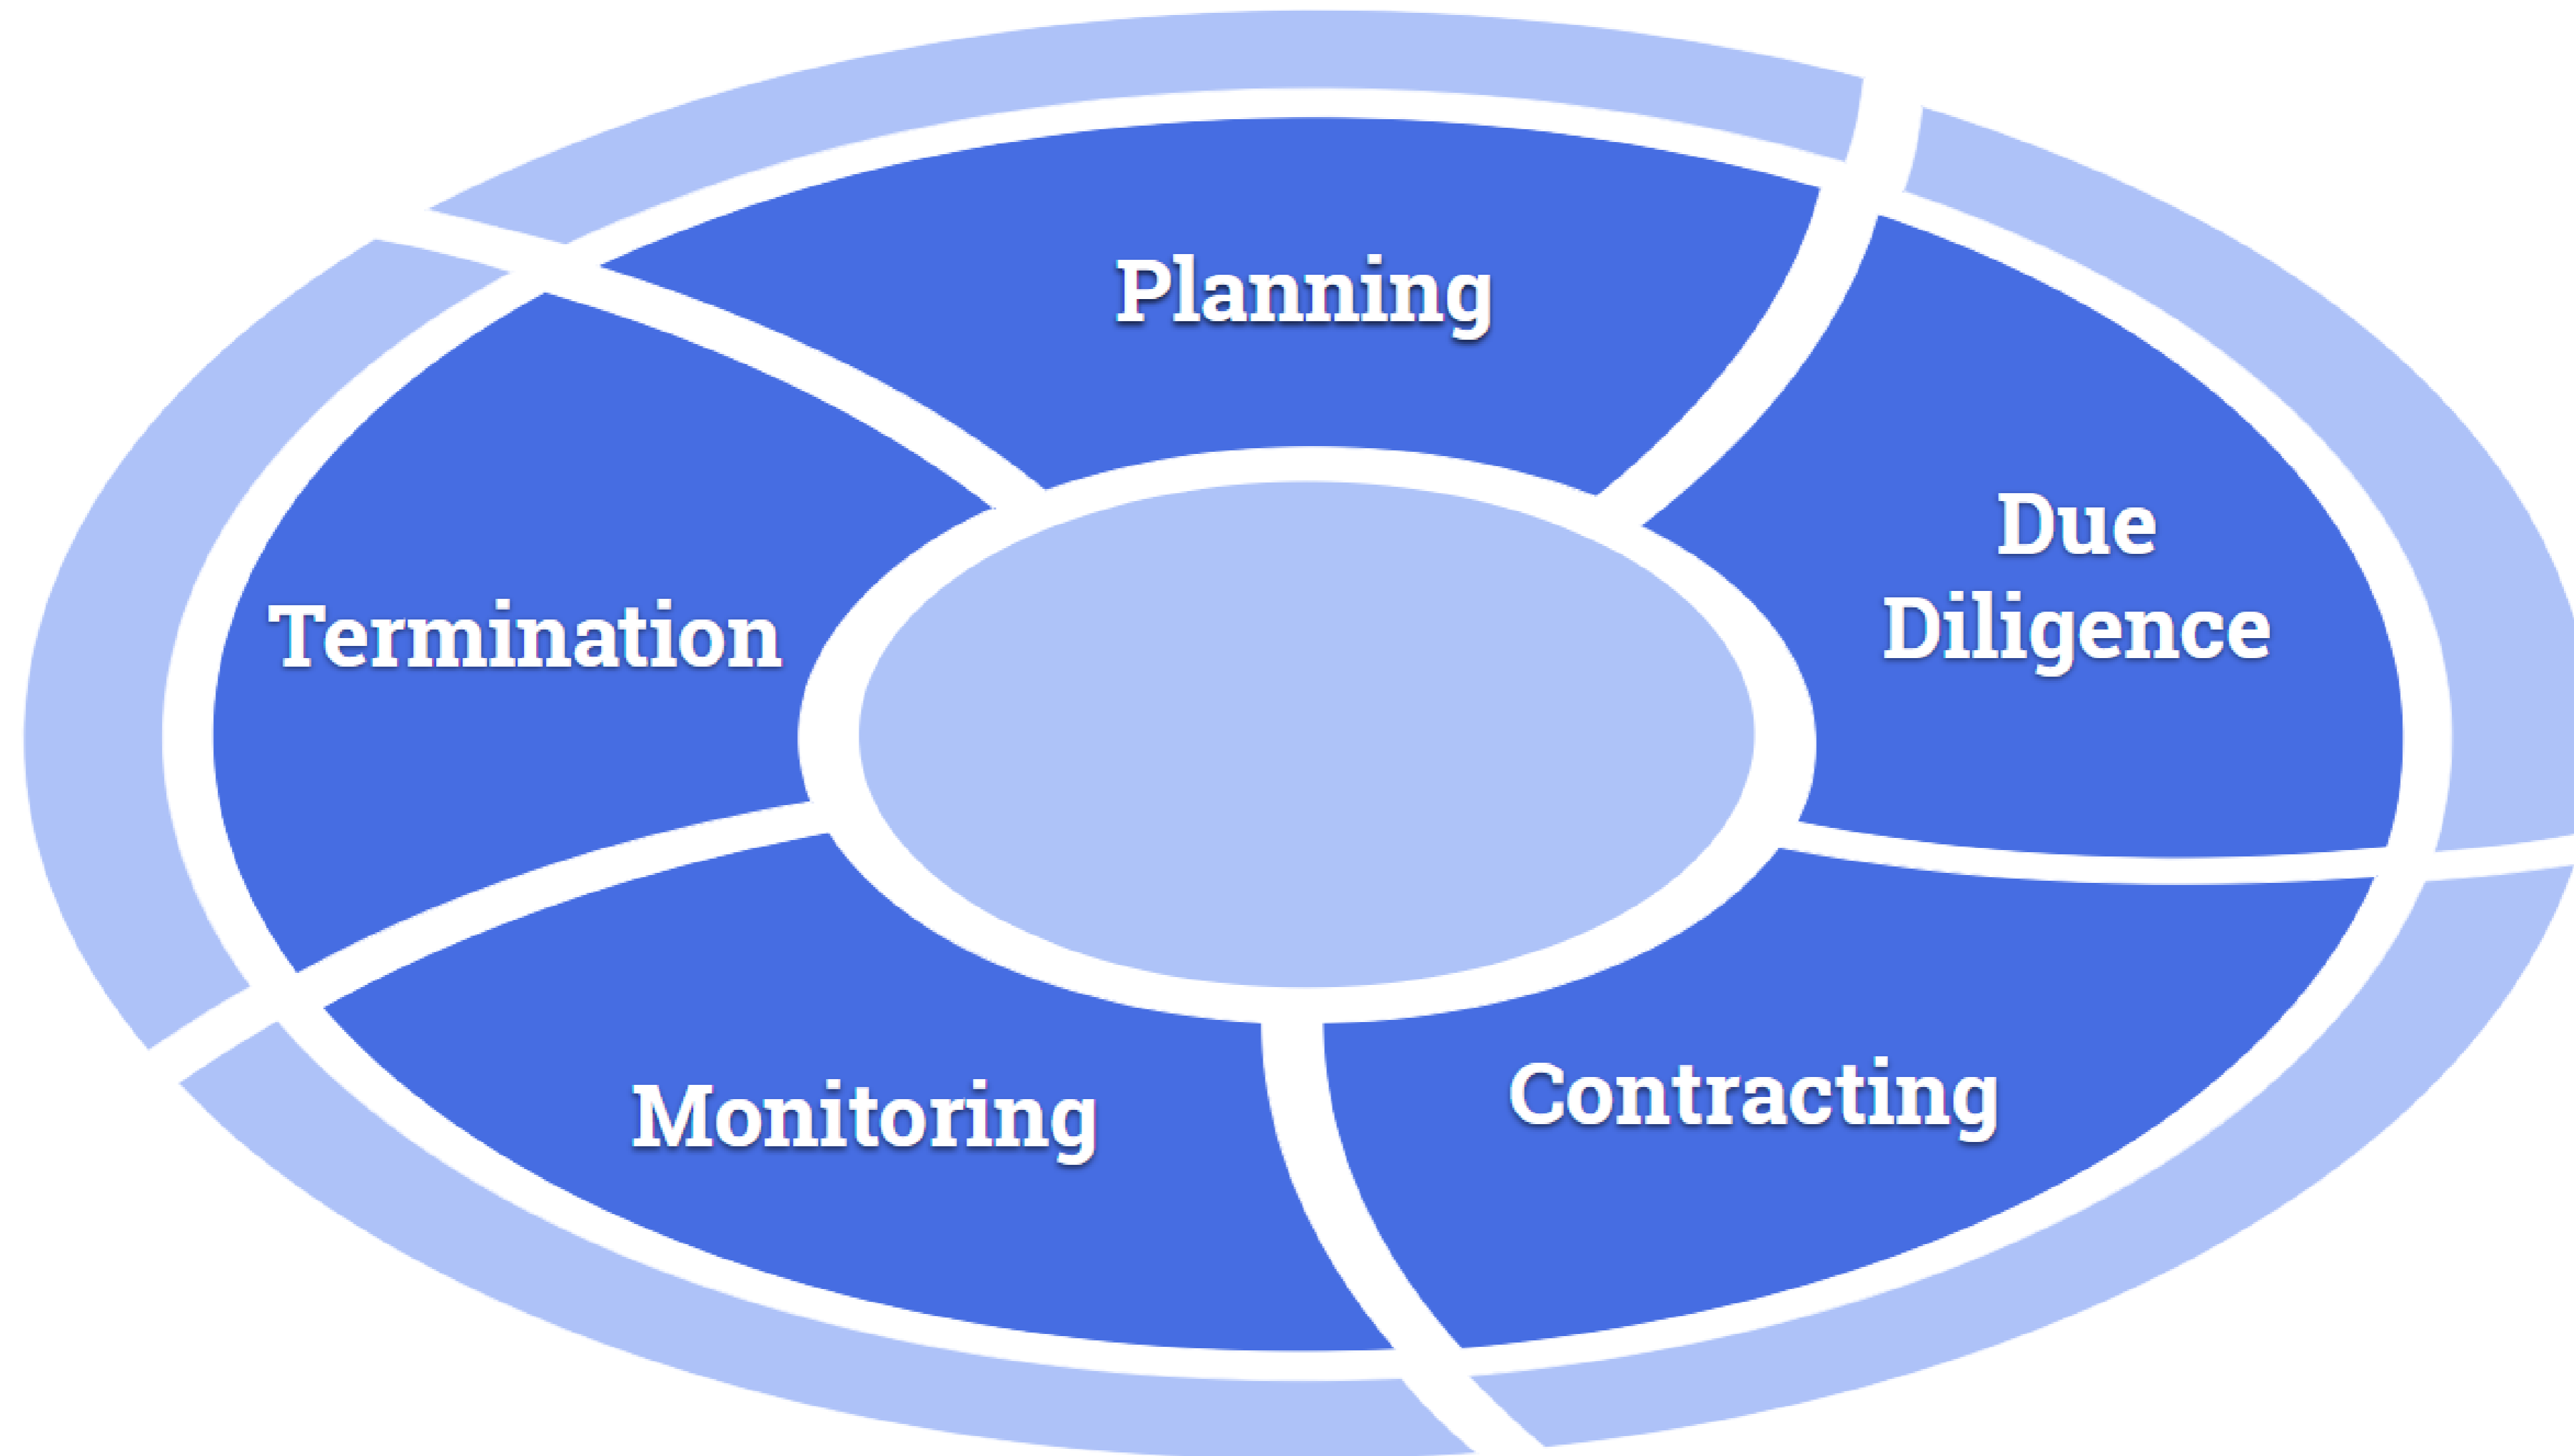 Planning
Due
Diligence
Contracting
Monitoring
Termination